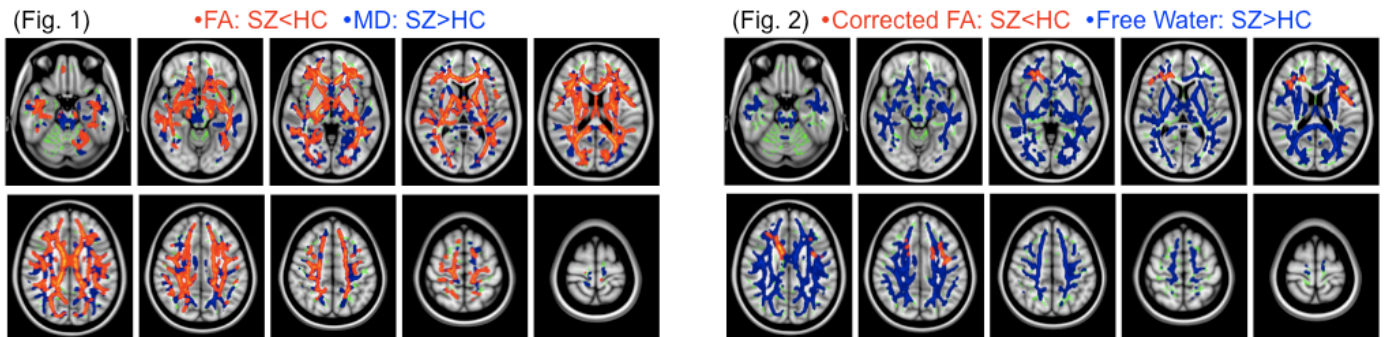 (Fig. 1) •FA: SZ<HC •MD: SZ>HC
(Fig. 2) •Corrected FA: SZ<HC •Free Water: SZ>HC